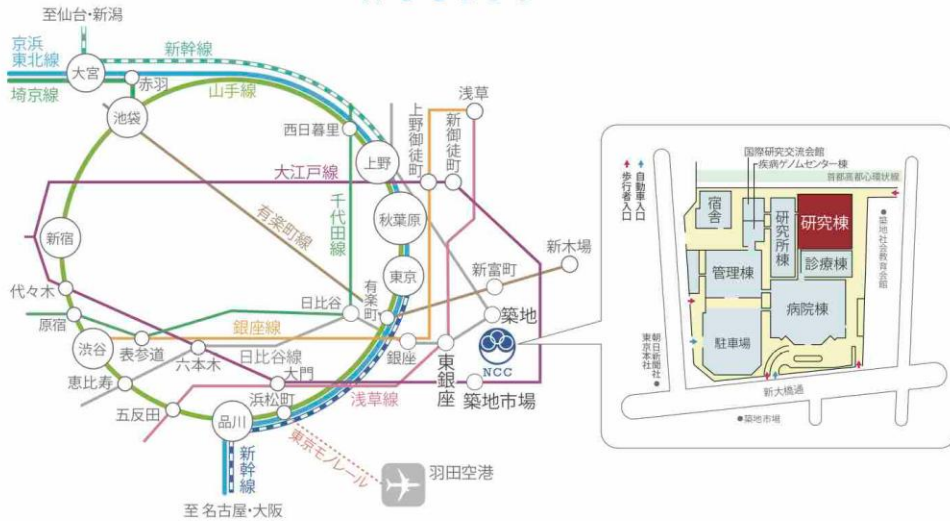 至仙台・新潟
京浜
東北線
埼京線
大宮
赤羽
新幹線
山手線
池袋
西日暮里
上野
上野御徒町
新御徒町
浅草
大江戸線
有楽町線
千代田線
秋葉原
新宿
東京
有楽町
新富町
新木場
代々木
日比谷
築地
原宿
銀座線
渋谷
表参道
六本木
日比谷線
銀座
東銀座
NCC
恵比寿
大門
浅草線
築地市場
五反田
浜松町
品川
新幹線
東京モノレール
羽田空港
至 名古屋・大阪
歩行者入口
自動車入口
国際研究交流会館
疾病ゲノムセンター棟
首都高都心環状線
宿舎
研究所棟
研究棟
管理棟
診療棟
病院棟
駐車場
築地社会教育会館
朝日新聞社
東京本社
新大橋通
築地市場